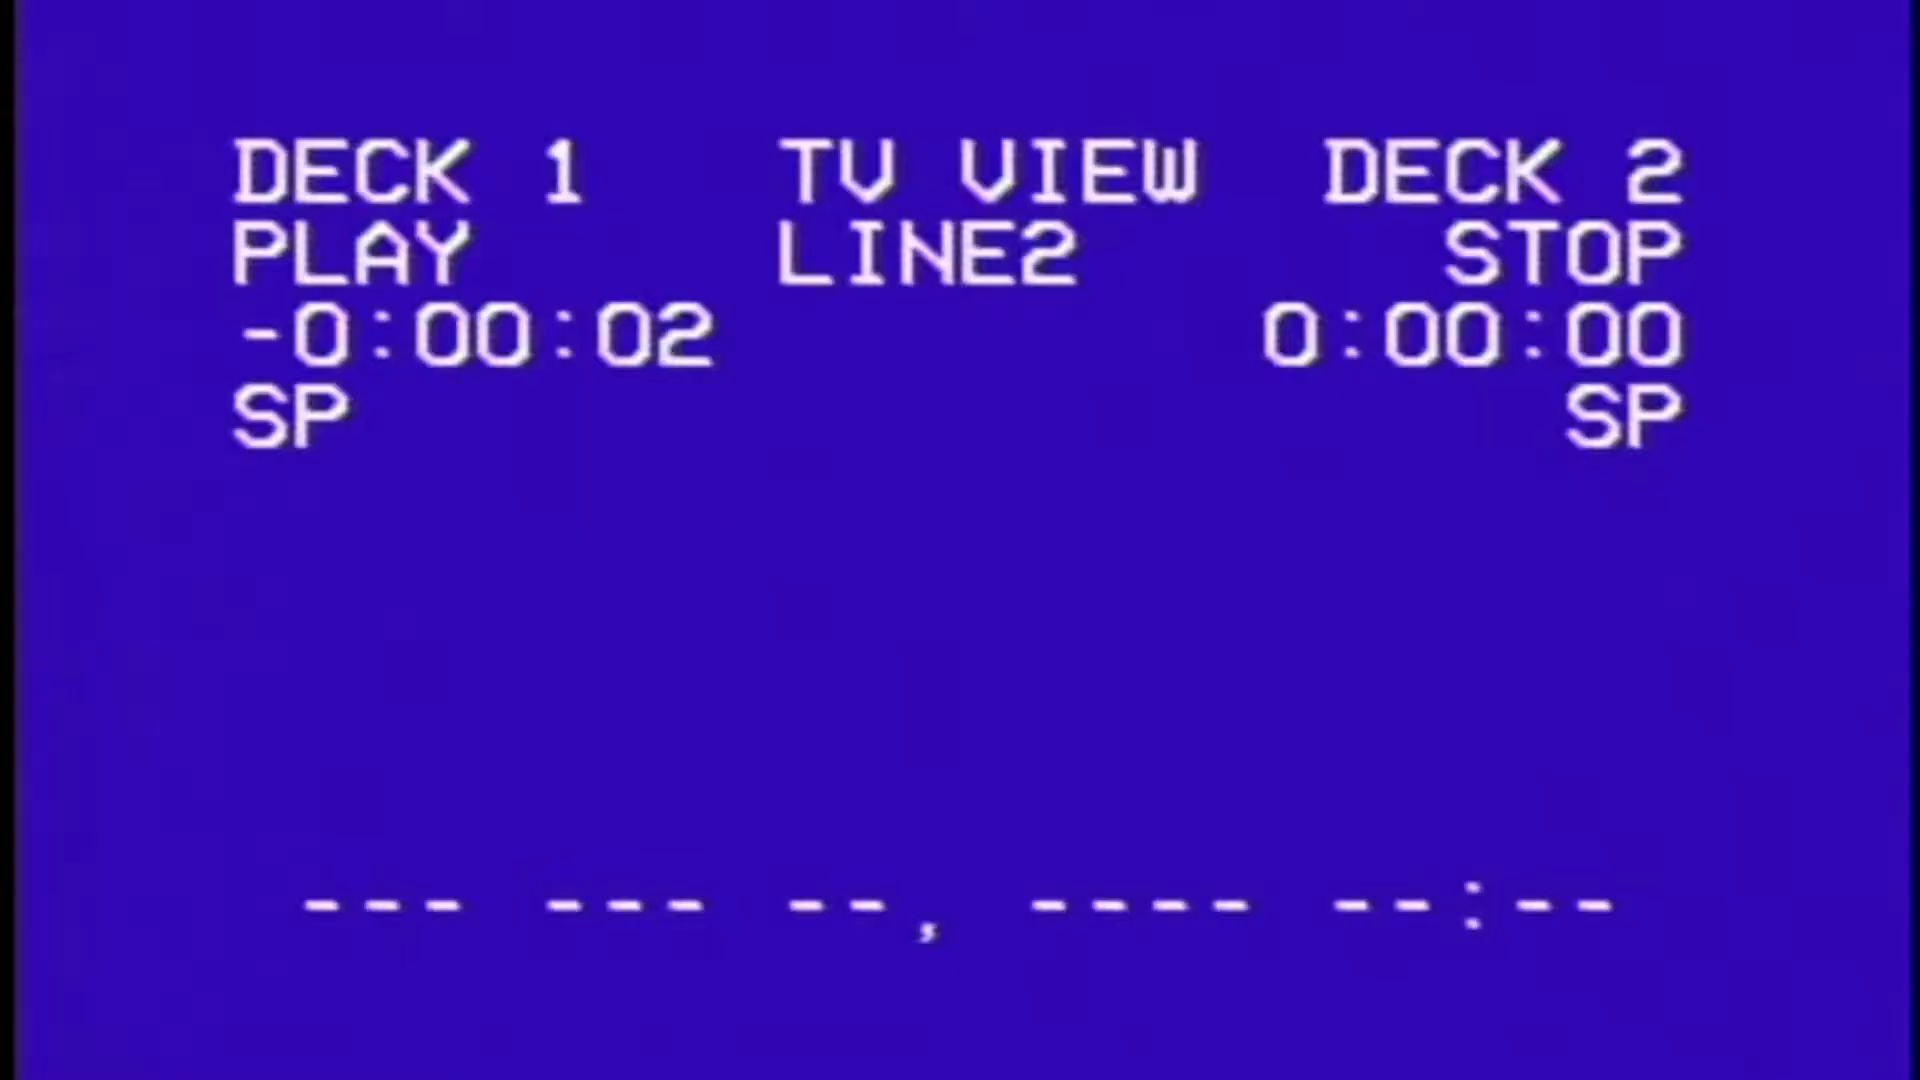 DECK 1 TV VIEW DECK 2
PLAY LINE2 STOP
-0:00:02 0:00:00
SP SP
--- --- --, ---- --:--